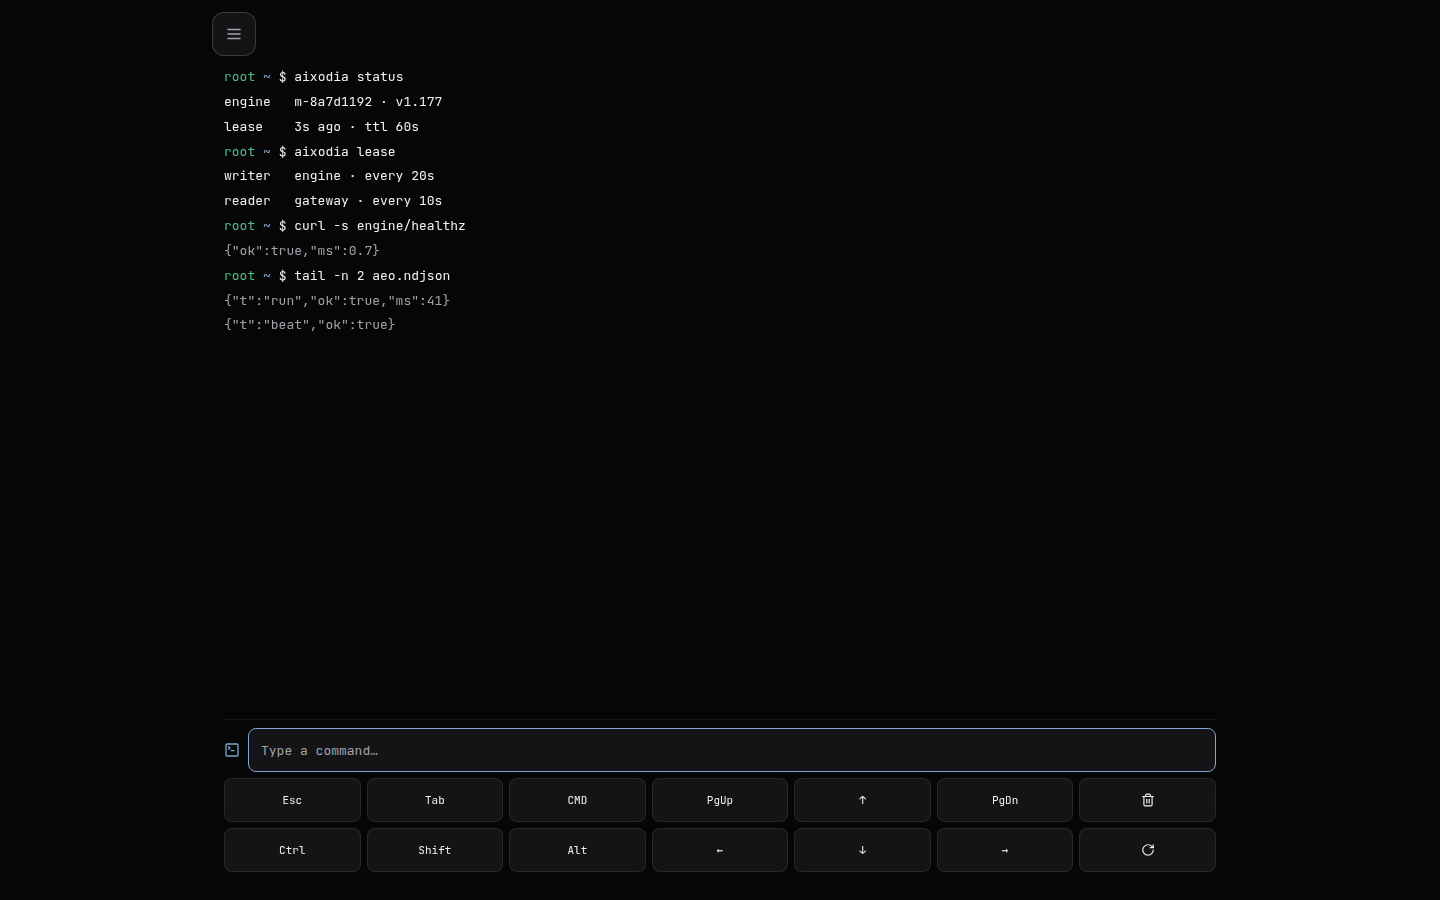 root ~ $ aixodia status
engine   m-8a7d1192 · v1.177
lease    3s ago · ttl 60s
root ~ $ aixodia lease
writer   engine · every 20s
reader   gateway · every 10s
root ~ $ curl -s engine/healthz
{"ok":true,"ms":0.7}
root ~ $ tail -n 2 aeo.ndjson
{"t":"run","ok":true,"ms":41}
{"t":"beat","ok":true}
Type a command…
Esc Tab CMD PgUp ↑ PgDn
Ctrl Shift Alt ← ↓ →